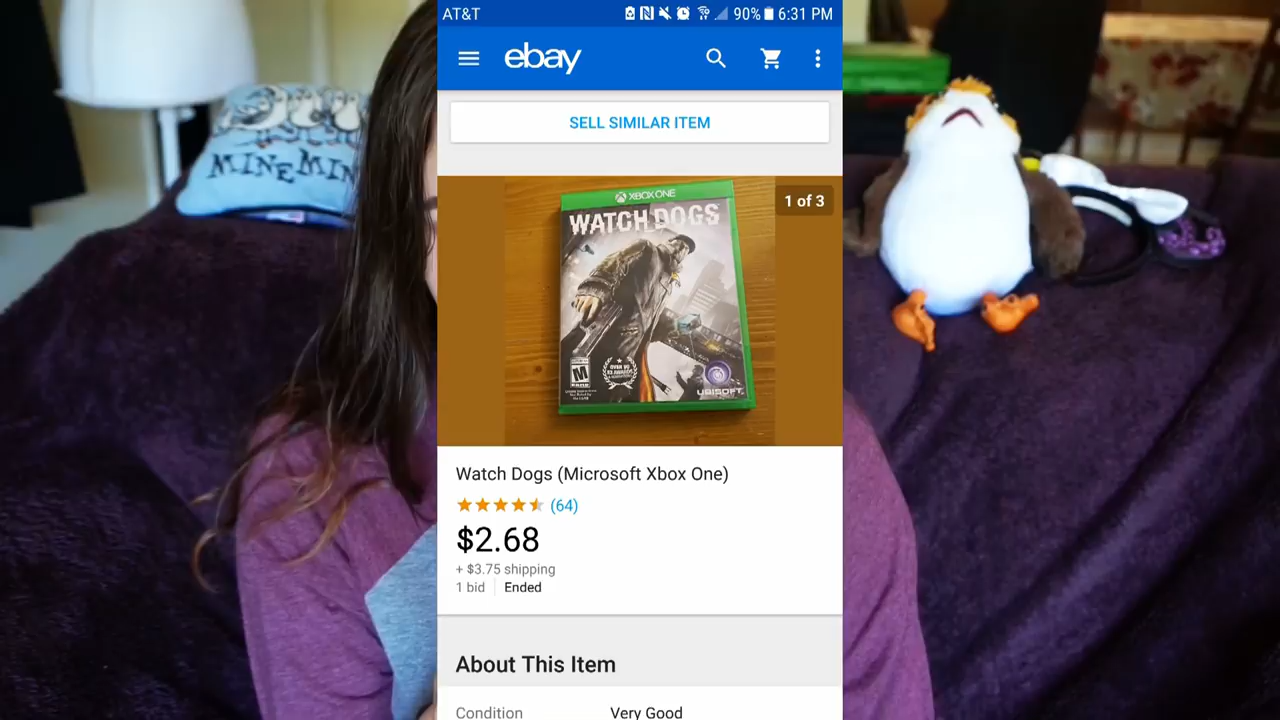 AT&T
90% 6:31 PM
ebay
SELL SIMILAR ITEM
1 of 3
XBOX ONE
WATCH DOGS
M
UBISOFT
MINE MIN
Watch Dogs (Microsoft Xbox One)
(64)
$2.68
+ $3.75 shipping
1 bid
Ended
About This Item
Condition
Very Good